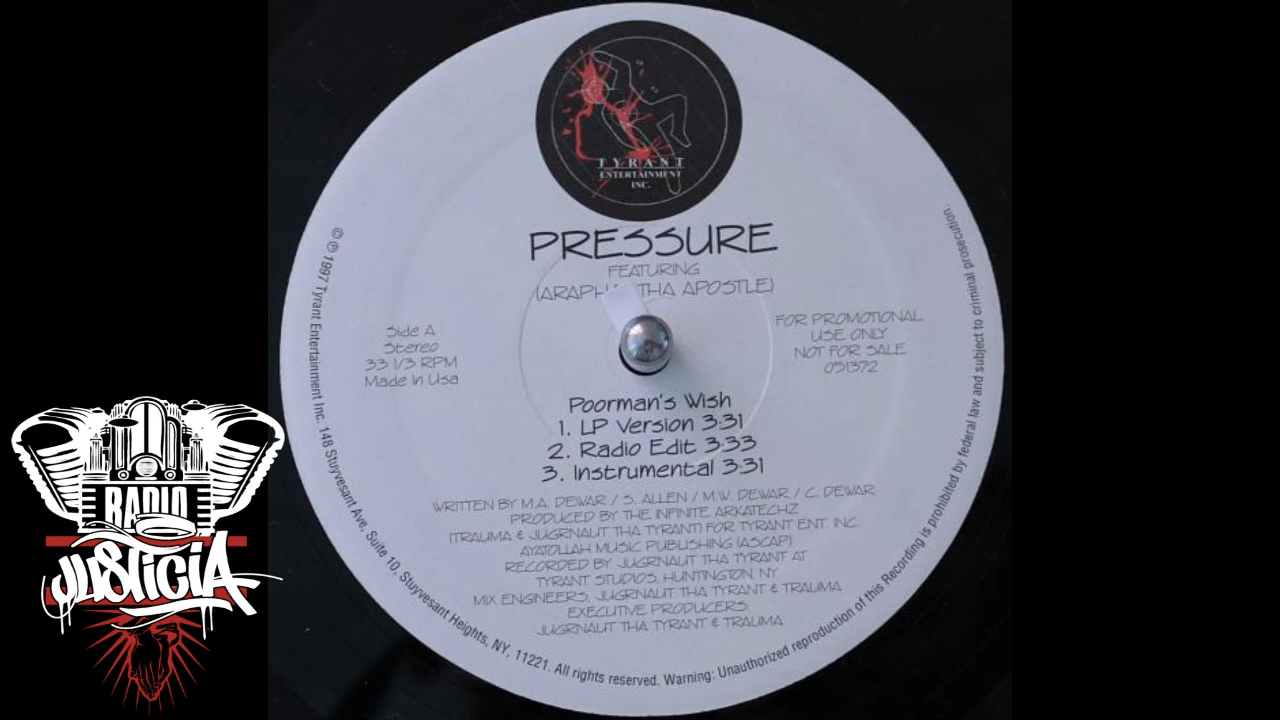 TYRANT
ENTERTAINMENT
INC.
PRESSURE
FEATURING
THA APOSTLE)
Side A
Stereo
33 1/3 RPM
Made In Usa
FOR PROMOTIONAL
USE ONLY
NOT FOR SALE
051372
Poorman's Wish
1. LP Version 3:31
2. Radio Edit 3:33
3. Instrumental 3:31
WRITTEN BY M.A. DEWAR / S. ALLEN / M.W. DEWAR / C. DEWAR
PRODUCED BY THE INFINITE ARKATECHZ
(TRAUMA & JUGRNAUT THA TYRANT) FOR TYRANT ENT. INC.
AYATOLLAH MUSIC PUBLISHING (ASCAP)
RECORDED BY JUGRNAUT THA TYRANT AT
TYRANT STUDIOS, HUNTINGTON, NY
MIX ENGINEERS, JUGRNAUT THA TYRANT & TRAUMA
EXECUTIVE PRODUCERS:
JUGRNAUT THA TYRANT & TRAUMA
© ℗ 1997 Tyrant Entertainment Inc. 148 Stuyvesant Ave, Suite 10, Stuyvesant Heights, NY, 11221. All rights reserved. Warning: Unauthorized reproduction of this Recording is prohibited by federal law and subject to criminal prosecution.
RADIO
JUSTICIA